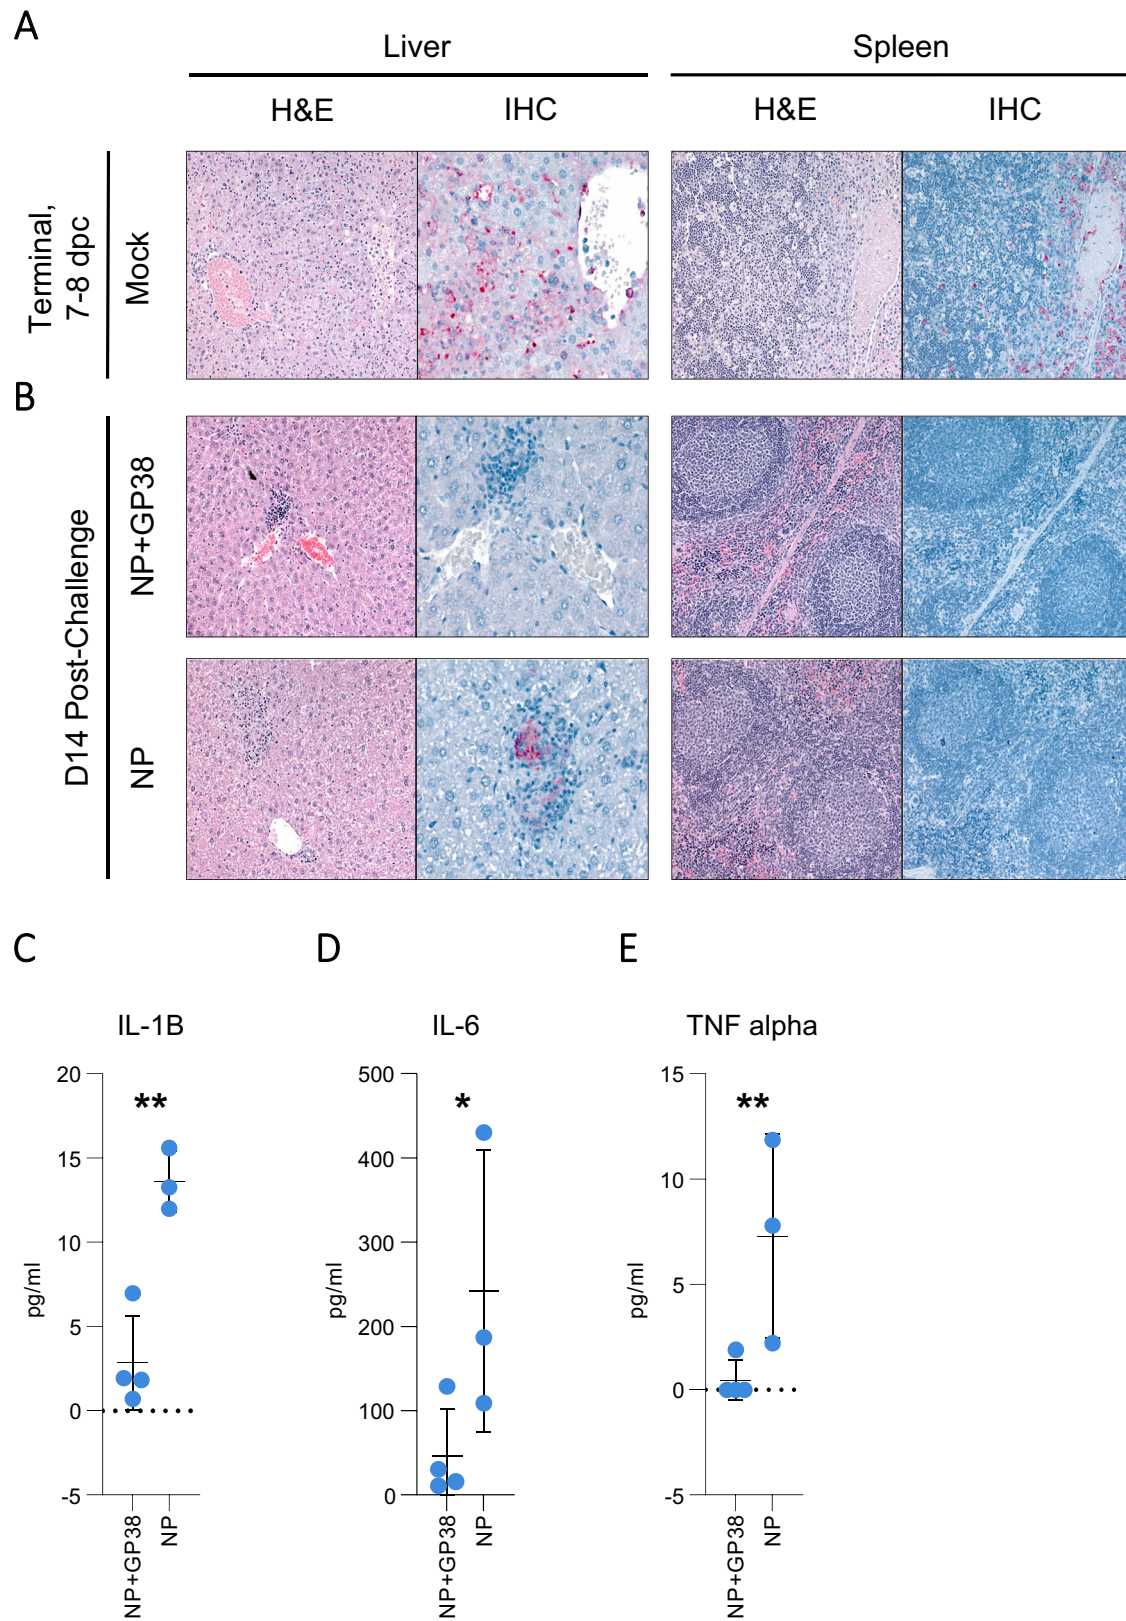 A
Liver
Spleen
H&E
IHC
H&E
IHC
Terminal,
7-8 dpc
Mock
B
D14 Post-Challenge
NP+GP38
NP
C
D
E
IL-1B
IL-6
TNF alpha
20
15
10
5
0
-5
pg/ml
**
NP+GP38
NP
500
400
300
200
100
0
pg/ml
*
NP+GP38
NP
15
10
5
0
-5
pg/ml
**
NP+GP38
NP